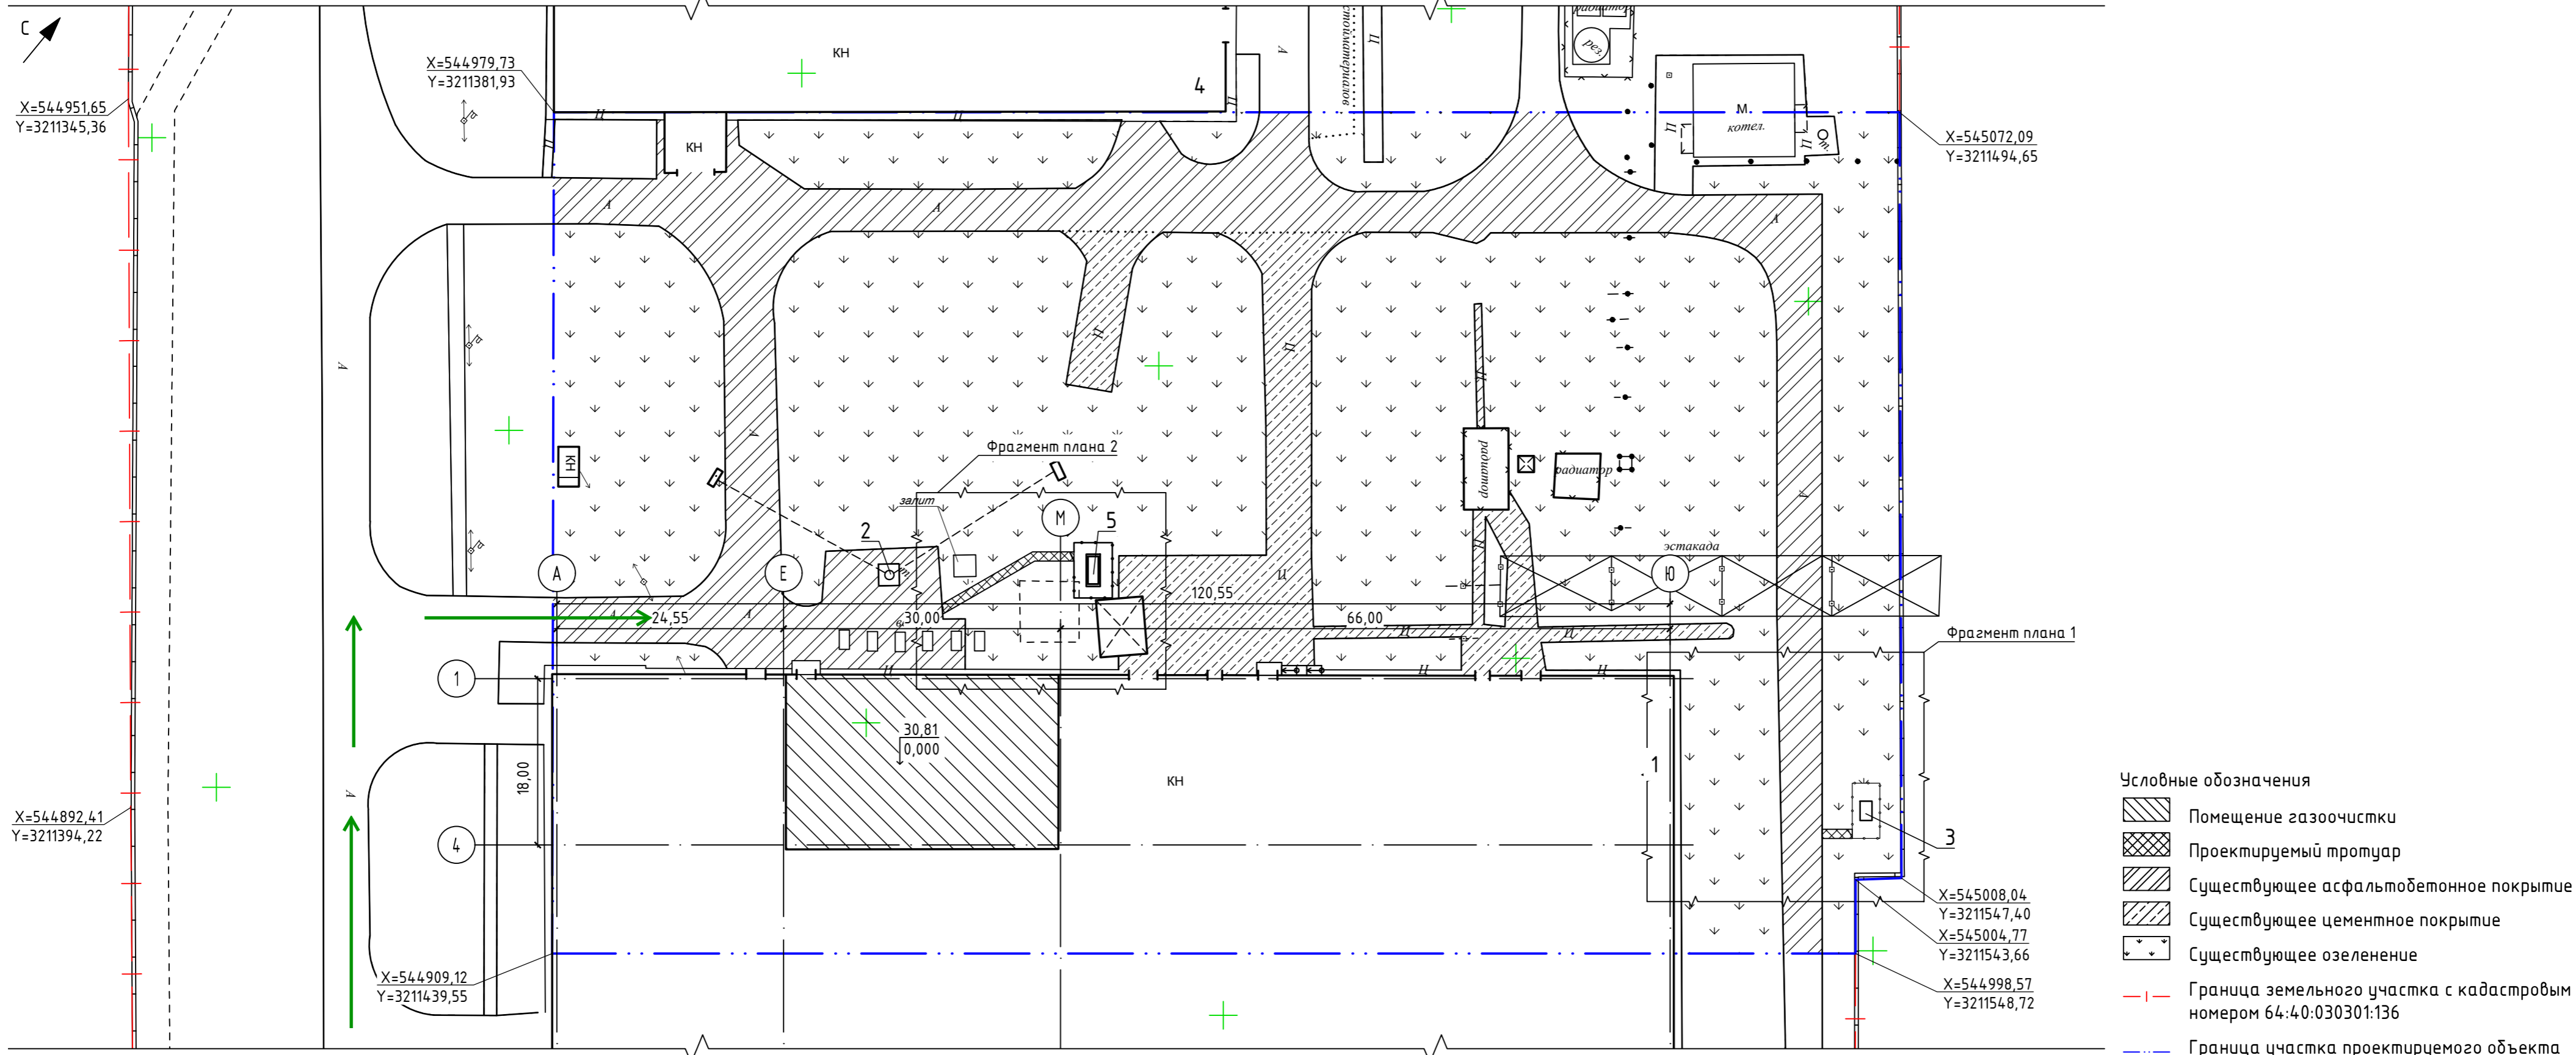 С
X=544951,65
Y=3211345,36
X=544979,73
Y=3211381,93
КН
4
Ц
Ц
Ц
Ц
А
Ц
радиатор
рез.
М.
котел.
Ц
Ц
X=545072,09
Y=3211494,65
КН
а
А
А
А
А
а
Ц
Ц
Ц
А
А
КН
Фрагмент плана 2
залит
радиатор
радиатор
М
2
5
а
эстакада
А
Е
Ю
Ц
Ц
120,55
А
А
24,55
30,00
66,00
Ц
Ц
Фрагмент плана 1
1
Ц
Ц
Ц
30,81
0,000
18,00
КН
1
А
X=544892,41
Y=3211394,22
4
3
X=545008,04
Y=3211547,40
X=545004,77
Y=3211543,66
X=544909,12
Y=3211439,55
X=544998,57
Y=3211548,72
Условные обозначения
Помещение газоочистки
Проектируемый тротуар
Существующее асфальтобетонное покрытие
Существующее цементное покрытие
Существующее озеленение
Граница земельного участка с кадастровым
номером 64:40:030301:136
Граница участка проектируемого объекта